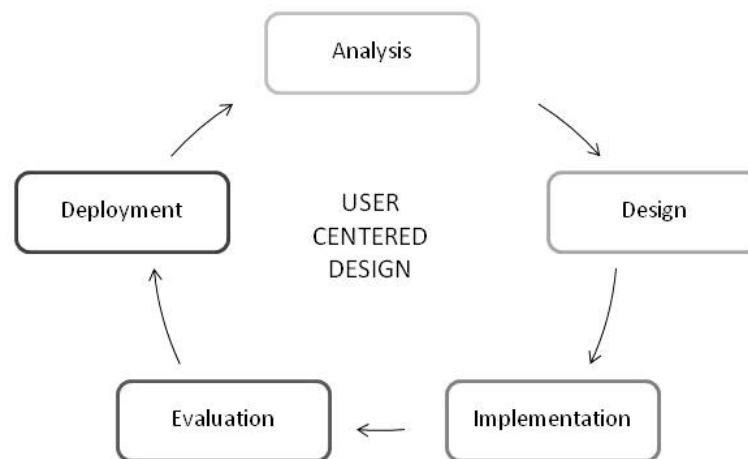 Analysis
Deployment
USER
CENTERED
DESIGN
Design
Evaluation
Implementation